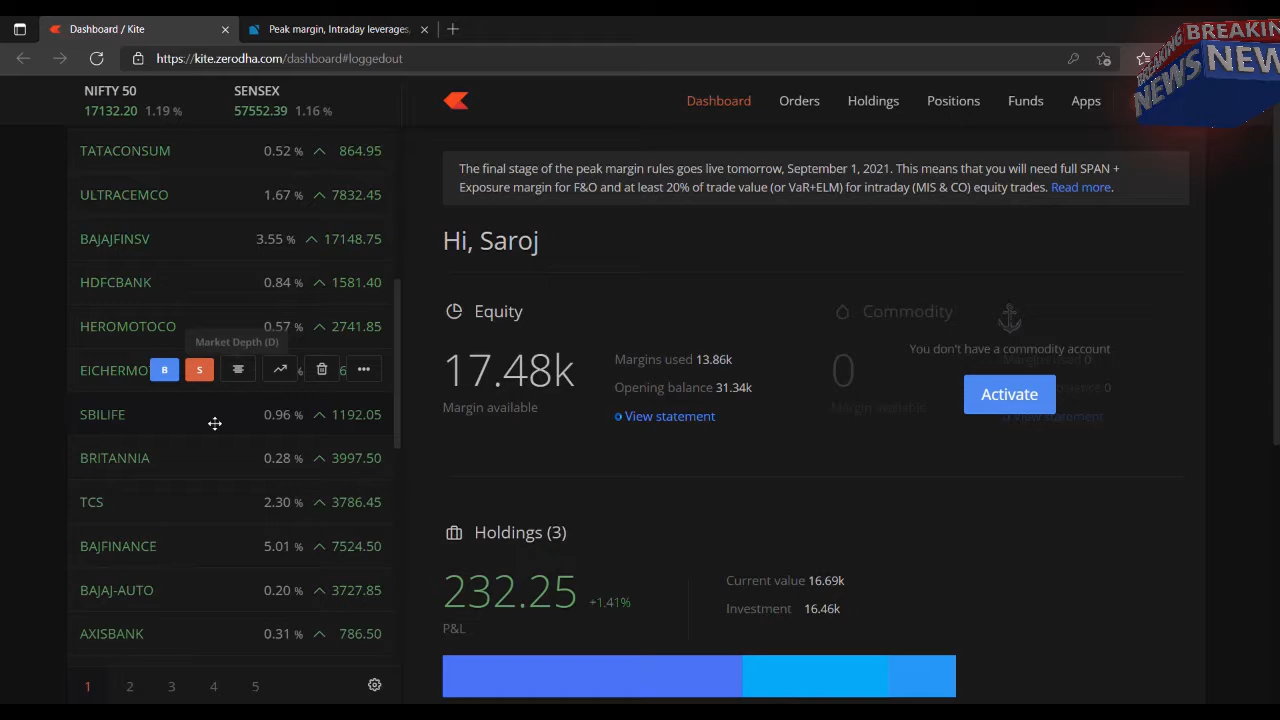 Dashboard / Kite
Peak margin, Intraday leverages,
https://kite.zerodha.com/dashboard#loggedout
BREAKING
NEWS
NIFTY 50
17132.20 1.19 %
SENSEX
57552.39 1.16 %
Dashboard
Orders
Holdings
Positions
Funds
Apps
TATACONSUM 0.52 % 864.95
ULTRACEMCO 1.67 % 7832.45
BAJAJFINSV 3.55 % 17148.75
HDFCBANK 0.84 % 1581.40
HEROMOTOCO 0.57 % 2741.85
Market Depth (D)
EICHERMO B S %
SBILIFE 0.96 % 1192.05
BRITANNIA 0.28 % 3997.50
TCS 2.30 % 3786.45
BAJFINANCE 5.01 % 7524.50
BAJAJ-AUTO 0.20 % 3727.85
AXISBANK 0.31 % 786.50
1 2 3 4 5
The final stage of the peak margin rules goes live tomorrow, September 1, 2021. This means that you will need full SPAN +
Exposure margin for F&O and at least 20% of trade value (or VaR+ELM) for intraday (MIS & CO) equity trades. Read more.
Hi, Saroj
Equity
17.48k
Margin available
Margins used 13.86k
Opening balance 31.34k
View statement
Commodity
You don't have a commodity account
0
Margin available
Margins used 0
Activate
View statement
Holdings (3)
232.25 +1.41%
P&L
Current value 16.69k
Investment 16.46k